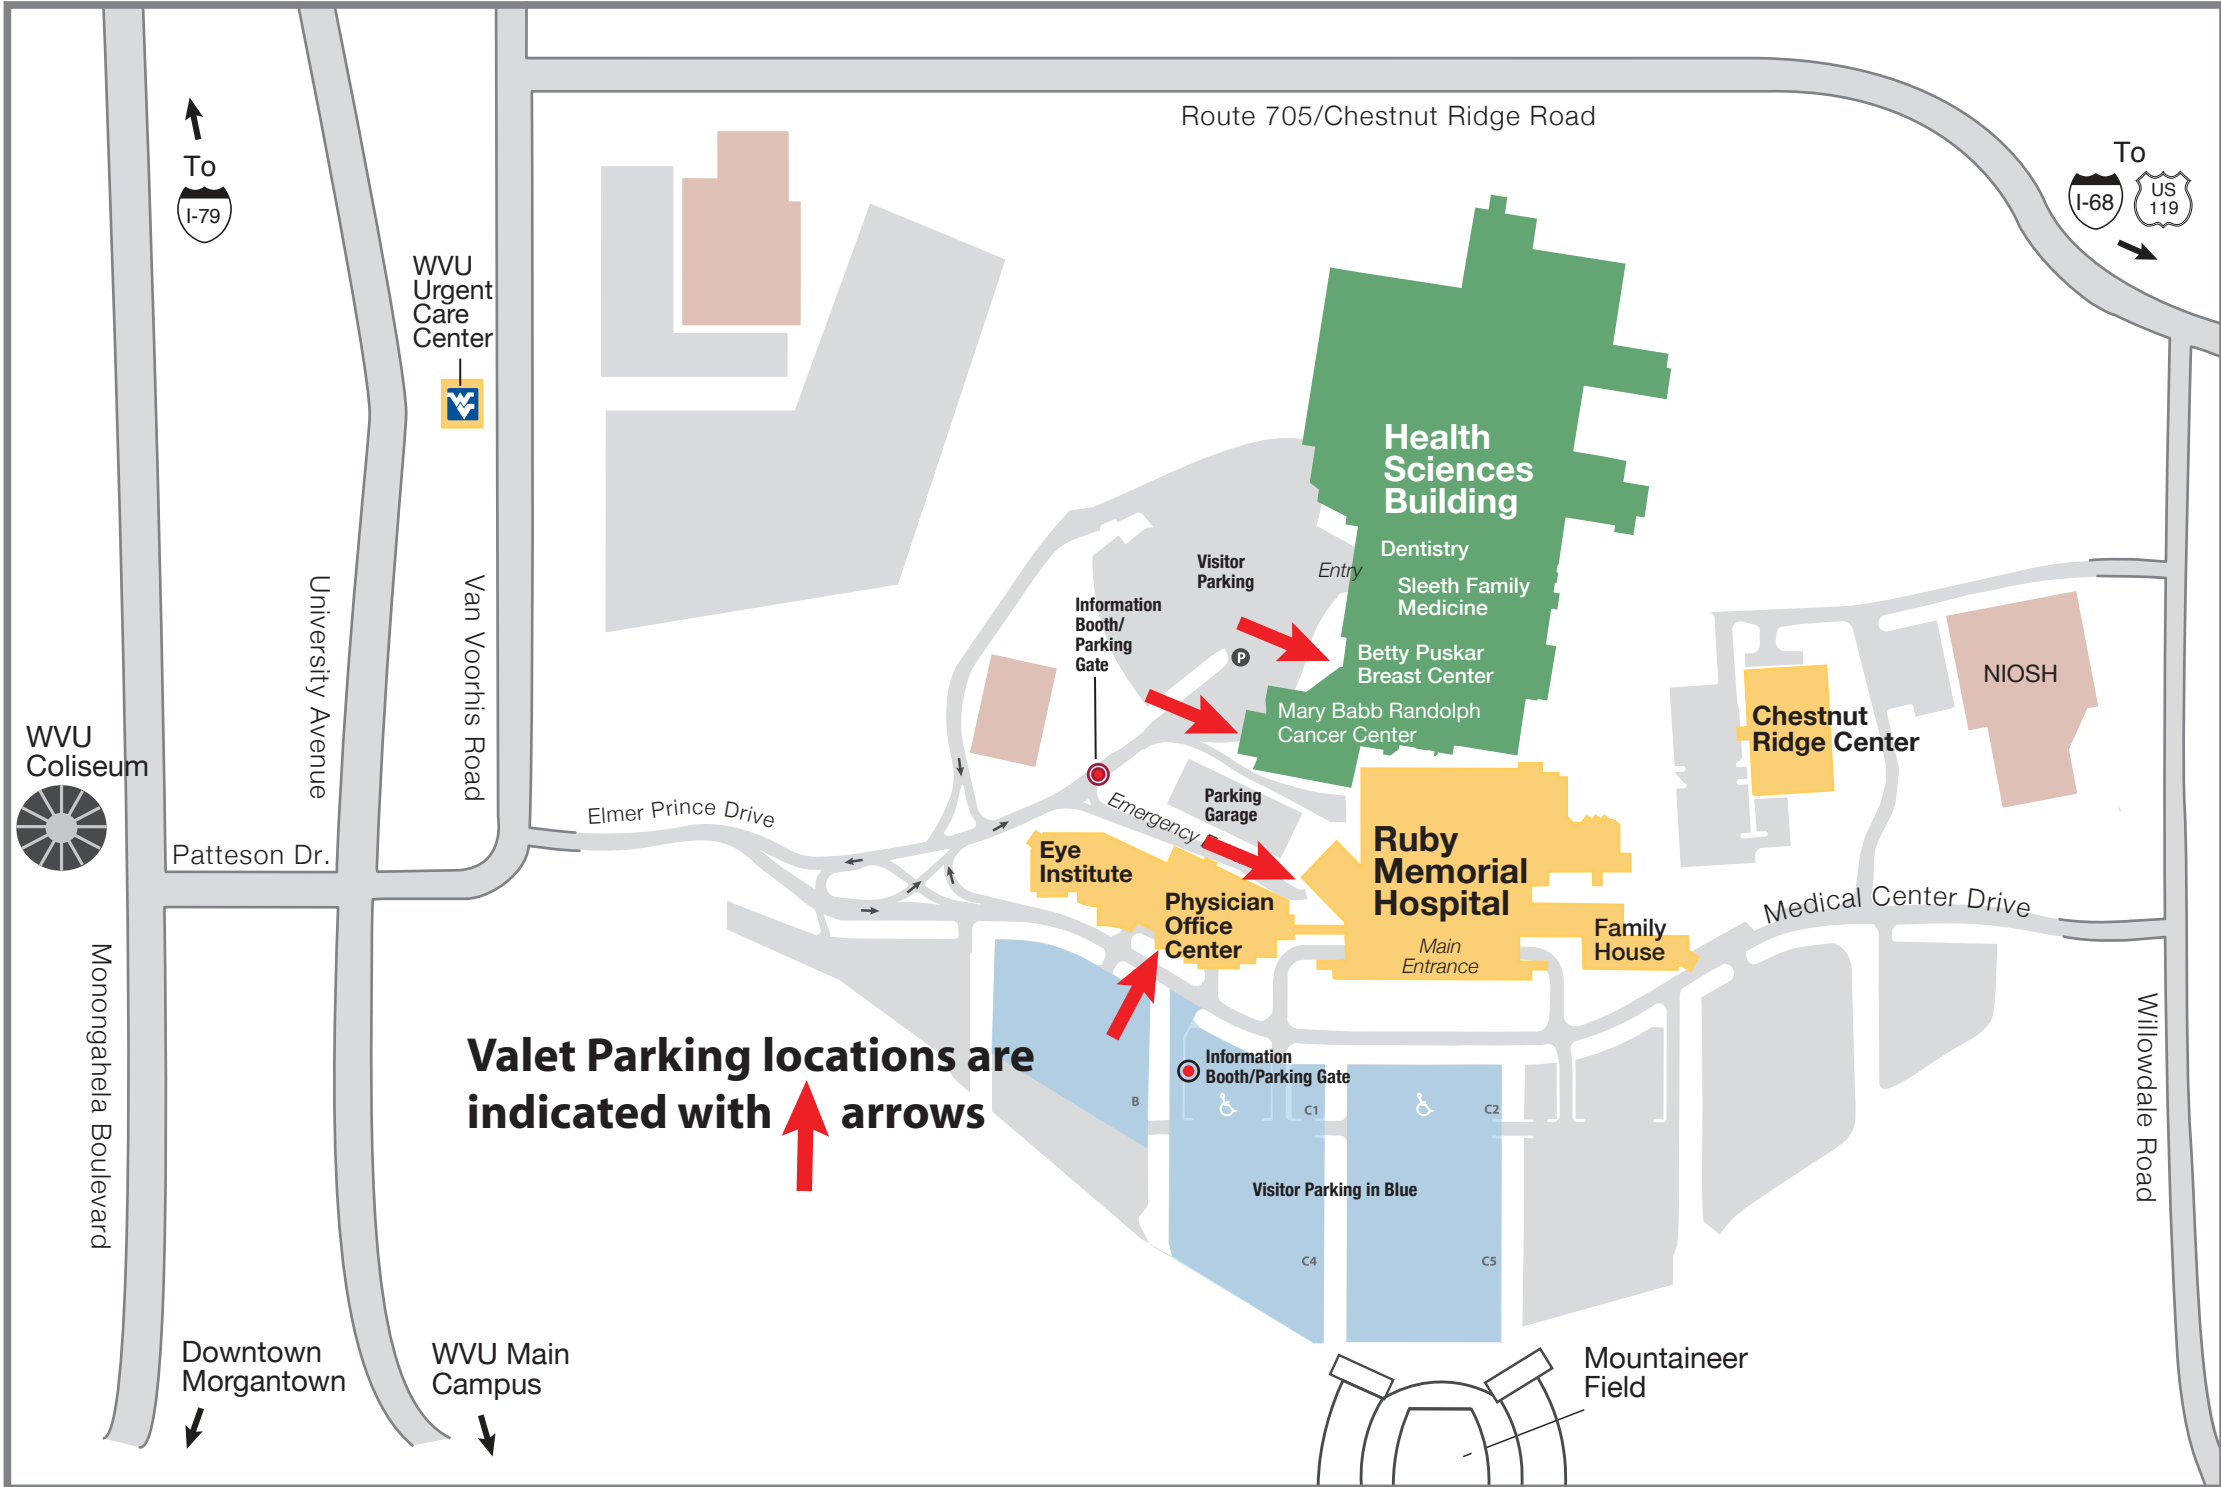 Route 705/Chestnut Ridge Road
To
I-79
To
I-68
US
119
WVU
Urgent
Care
Center
Health
Sciences
Building
Dentistry
Sleeth Family
Medicine
Betty Puskar
Breast Center
Mary Babb Randolph
Cancer Center
Visitor
Parking
Entry
P
Information
Booth/
Parking
Gate
University Avenue
Van Voorhis Road
NIOSH
Chestnut
Ridge Center
WVU
Coliseum
Elmer Prince Drive
Patteson Dr.
Emergency
Parking
Garage
Eye
Institute
Physician
Office
Center
Ruby
Memorial
Hospital
Main
Entrance
Family
House
Medical Center Drive
Monongahela Boulevard
Willowdale Road
Valet Parking locations are
indicated with arrows
Information
Booth/Parking Gate
B
C1
C2
Visitor Parking in Blue
C4
C5
Downtown
Morgantown
WVU Main
Campus
Mountaineer
Field